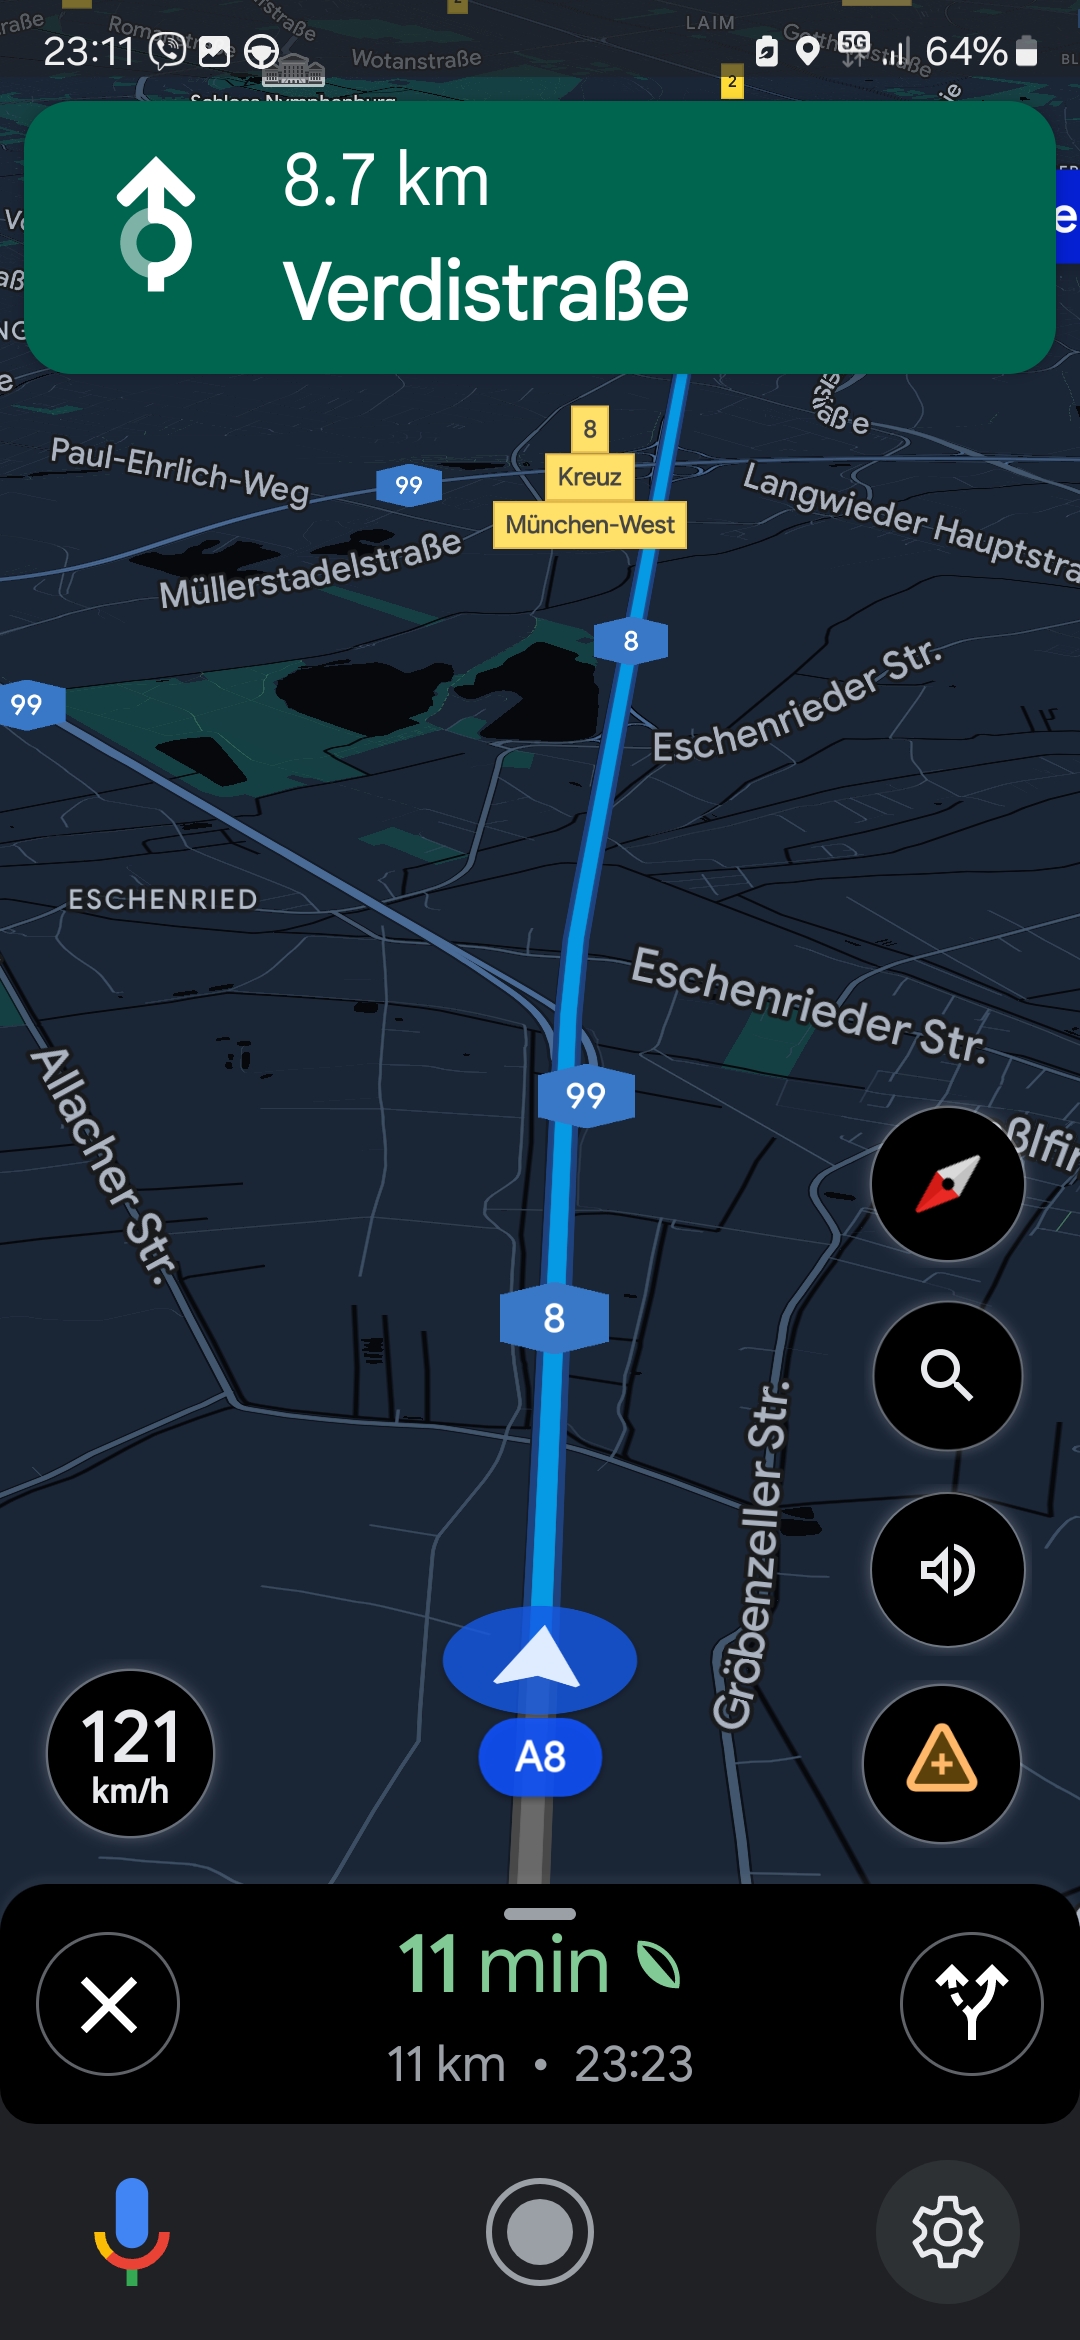 LAIM
23:11
5G
64%
Wotanstraße
2
8.7 km
Verdistraße
8
Kreuz
München-West
Paul-Ehrlich-Weg
99
Langwieder Hauptstra
Müllerstadelstraße
8
Eschenrieder Str.
99
ESCHENRIED
Eschenrieder Str.
Allacher Str.
99
8
Gröbenzeller Str.
121
km/h
A8
11 min
11 km • 23:23